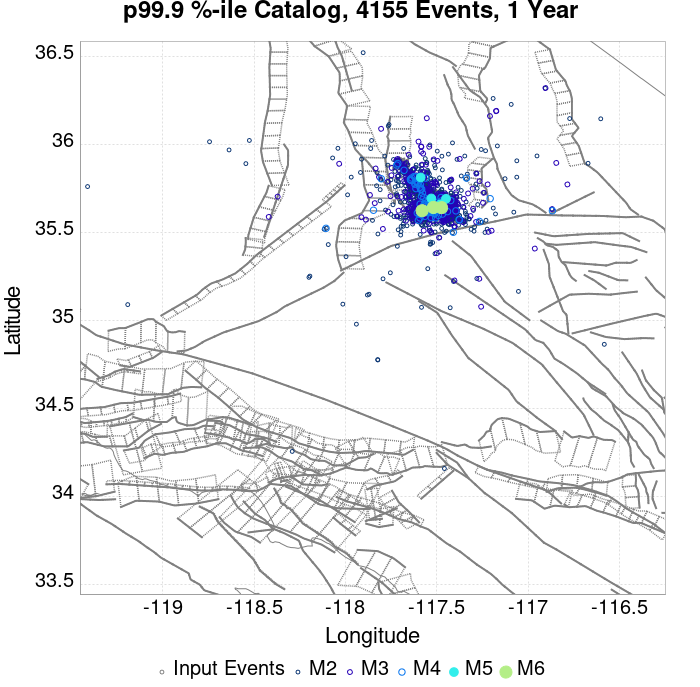 p99.9 %-ile Catalog, 4155 Events, 1 Year
36.5
36
35.5
35
34.5
34
33.5
Latitude
-119 -118.5 -118 -117.5 -117 -116.5
Longitude
Input Events M2 M3 M4 M5 M6